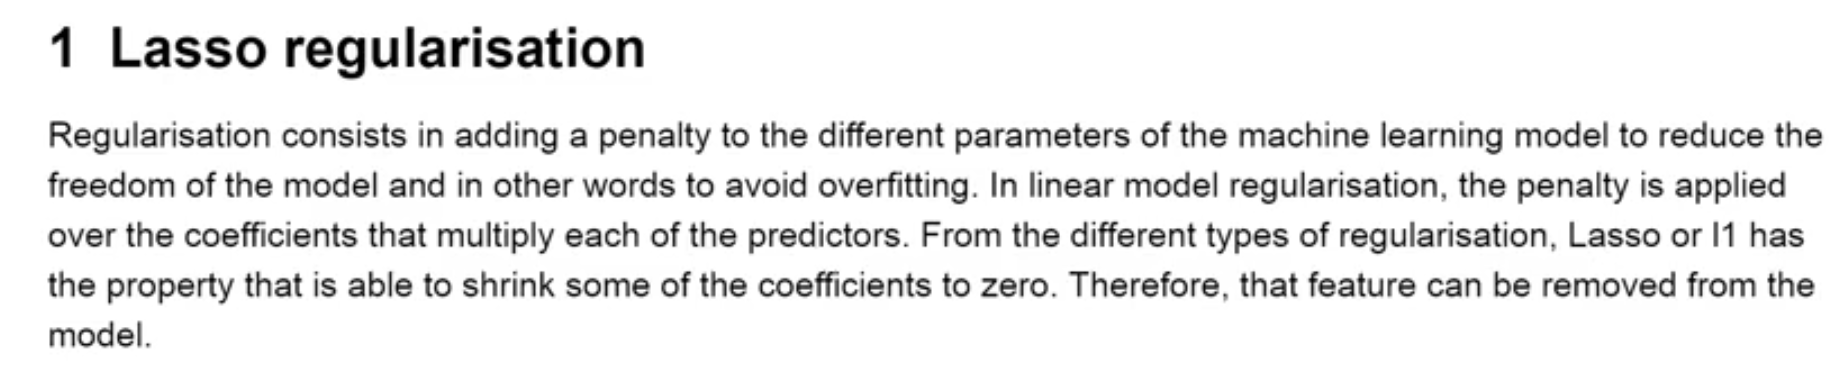 1 Lasso regularisation
Regularisation consists in adding a penalty to the different parameters of the machine learning model to reduce the
freedom of the model and in other words to avoid overfitting. In linear model regularisation, the penalty is applied
over the coefficients that multiply each of the predictors. From the different types of regularisation, Lasso or l1 has
the property that is able to shrink some of the coefficients to zero. Therefore, that feature can be removed from the
model.